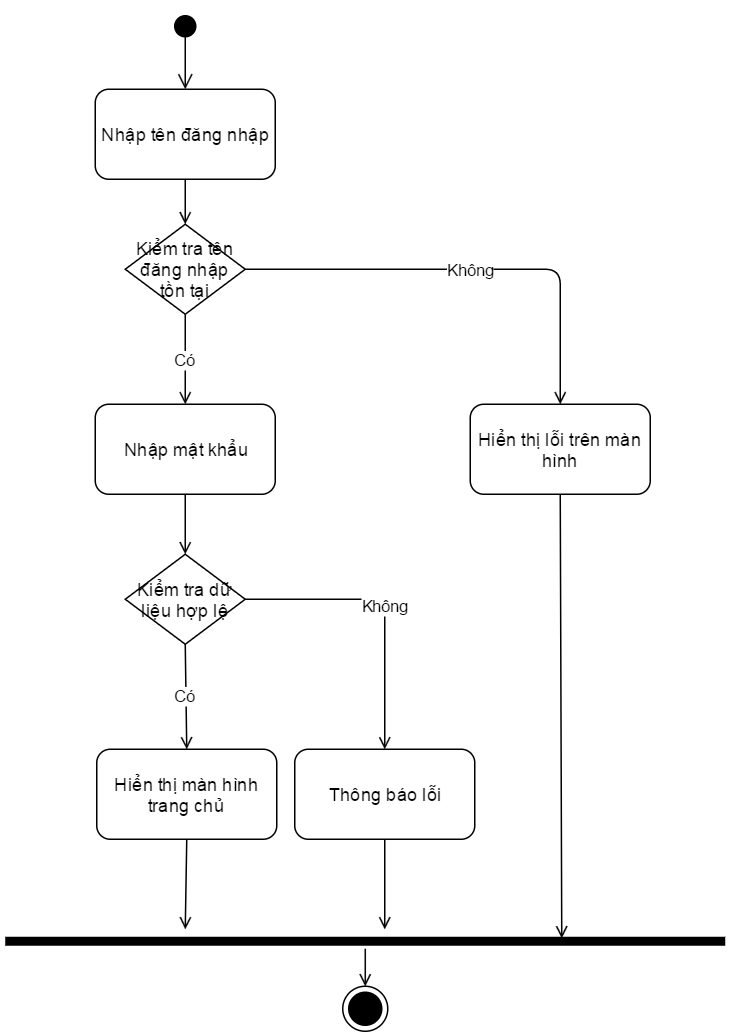 Nhập tên đăng nhập
Kiểm tra tên
đăng nhập
tồn tại
Không
Có
Nhập mật khẩu
Hiển thị lỗi trên màn
hình
Kiểm tra dữ
liệu hợp lệ
Không
Có
Hiển thị màn hình
trang chủ
Thông báo lỗi